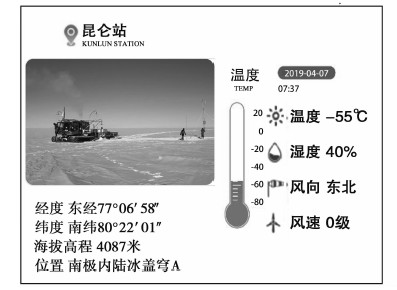 昆仑站
KUNLUN STATION
温度
TEMP
2019-04-07
07:37
20
0
-20
-40
-60
-80
温度 -55℃
湿度 40%
风向 东北
风速 0级
经度 东经77°06′58″
纬度 南纬80°22′01″
海拔高程 4087米
位置 南极内陆冰盖穹A